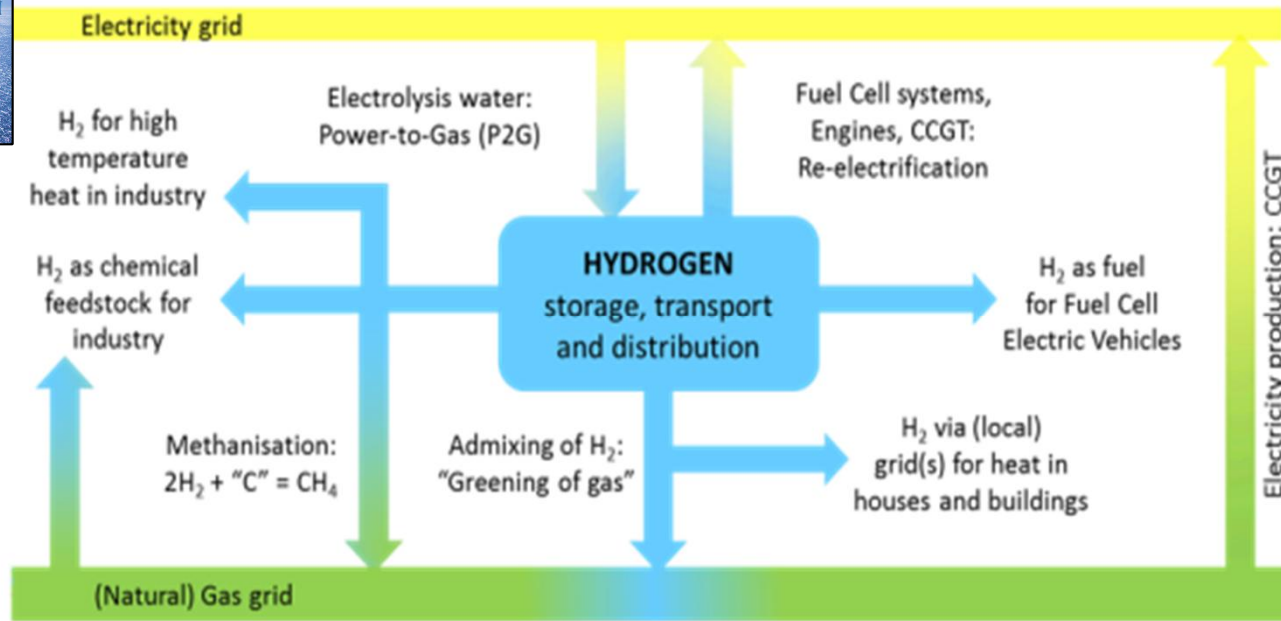 Electricity grid
Electrolysis water:
Power-to-Gas (P2G)
Fuel Cell systems,
Engines, CCGT:
Re-electrification
H₂ for high
temperature
heat in industry
H₂ as chemical
feedstock for
industry
HYDROGEN
storage, transport
and distribution
H₂ as fuel
for Fuel Cell
Electric Vehicles
Electricity production: CCGT
Methanisation:
2H₂ + “C” = CH₄
Admixing of H₂:
“Greening of gas”
H₂ via (local)
grid(s) for heat in
houses and buildings
(Natural) Gas grid